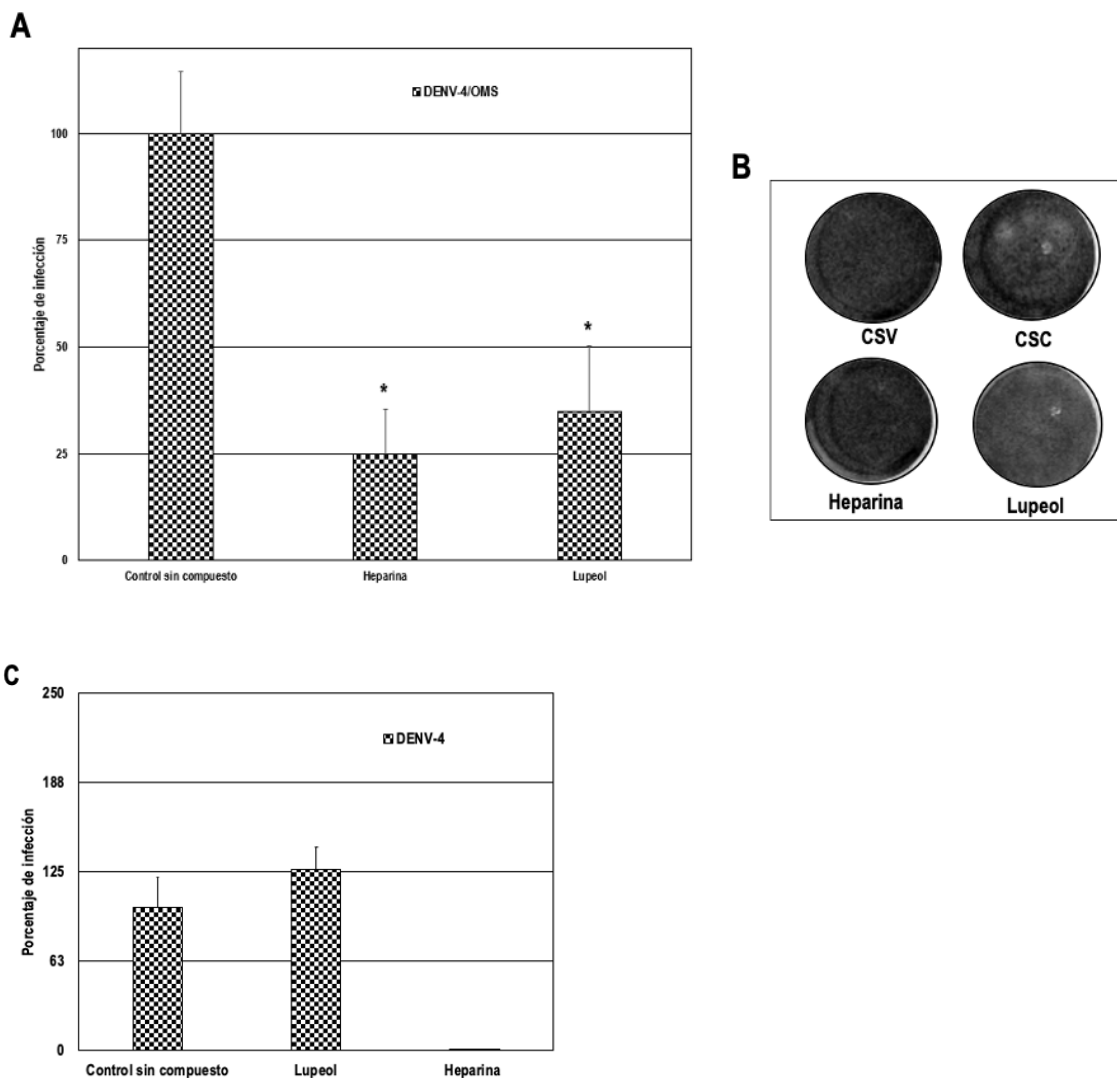 A
DENV-4/OMS
Porcentaje de infección
100
75
50
25
0
*
*
Control sin compuesto
Heparina
Lupeol
B
CSV
CSC
Heparina
Lupeol
C
DENV-4
Porcentaje de infección
250
188
125
63
0
Control sin compuesto
Lupeol
Heparina